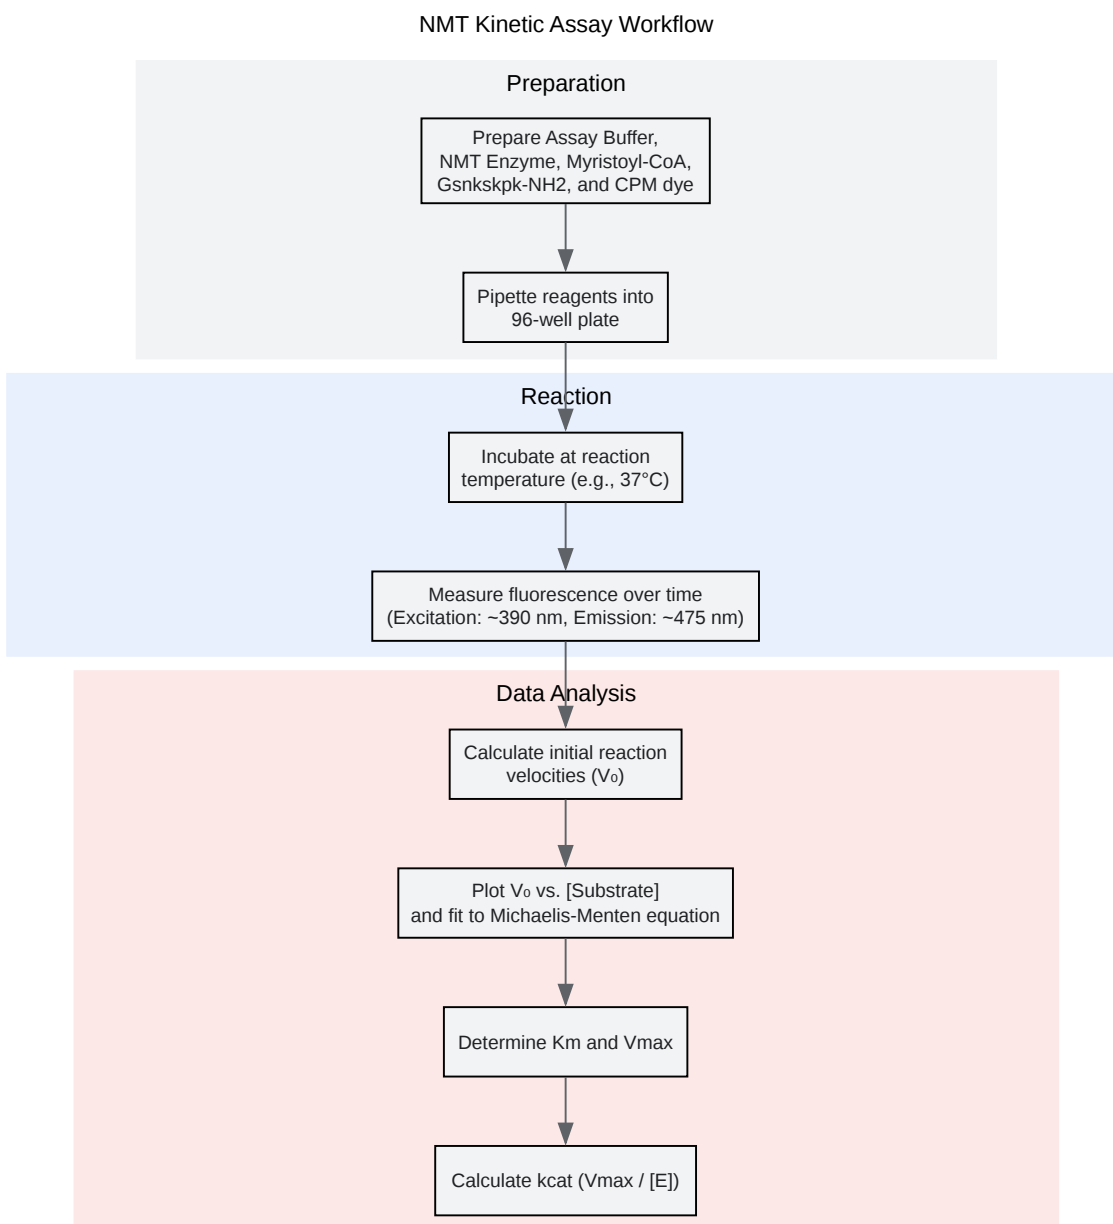 NMT Kinetic Assay Workflow
Preparation
Prepare Assay Buffer,
NMT Enzyme, Myristoyl-CoA,
Gsnkskpk-NH2, and CPM dye
Pipette reagents into
96-well plate
Reaction
Incubate at reaction
temperature (e.g., 37°C)
Measure fluorescence over time
(Excitation: ~390 nm, Emission: ~475 nm)
Data Analysis
Calculate initial reaction
velocities (V₀)
Plot V₀ vs. [Substrate]
and fit to Michaelis-Menten equation
Determine Km and Vmax
Calculate kcat (Vmax / [E])